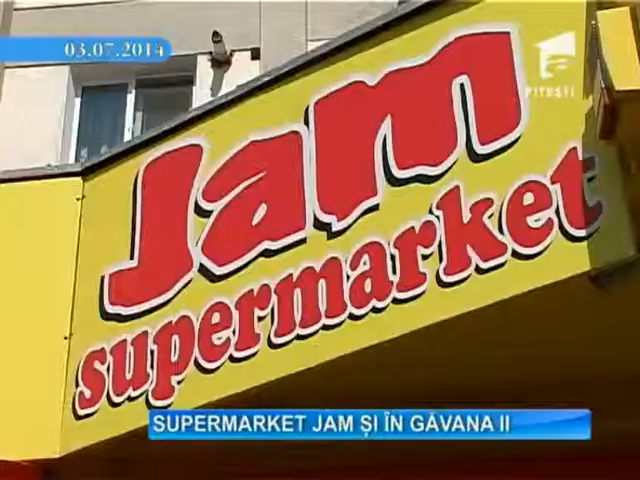 03.07.2014
PITEȘTI
Jam
supermarket
SUPERMARKET JAM ȘI ÎN GĂVANA II